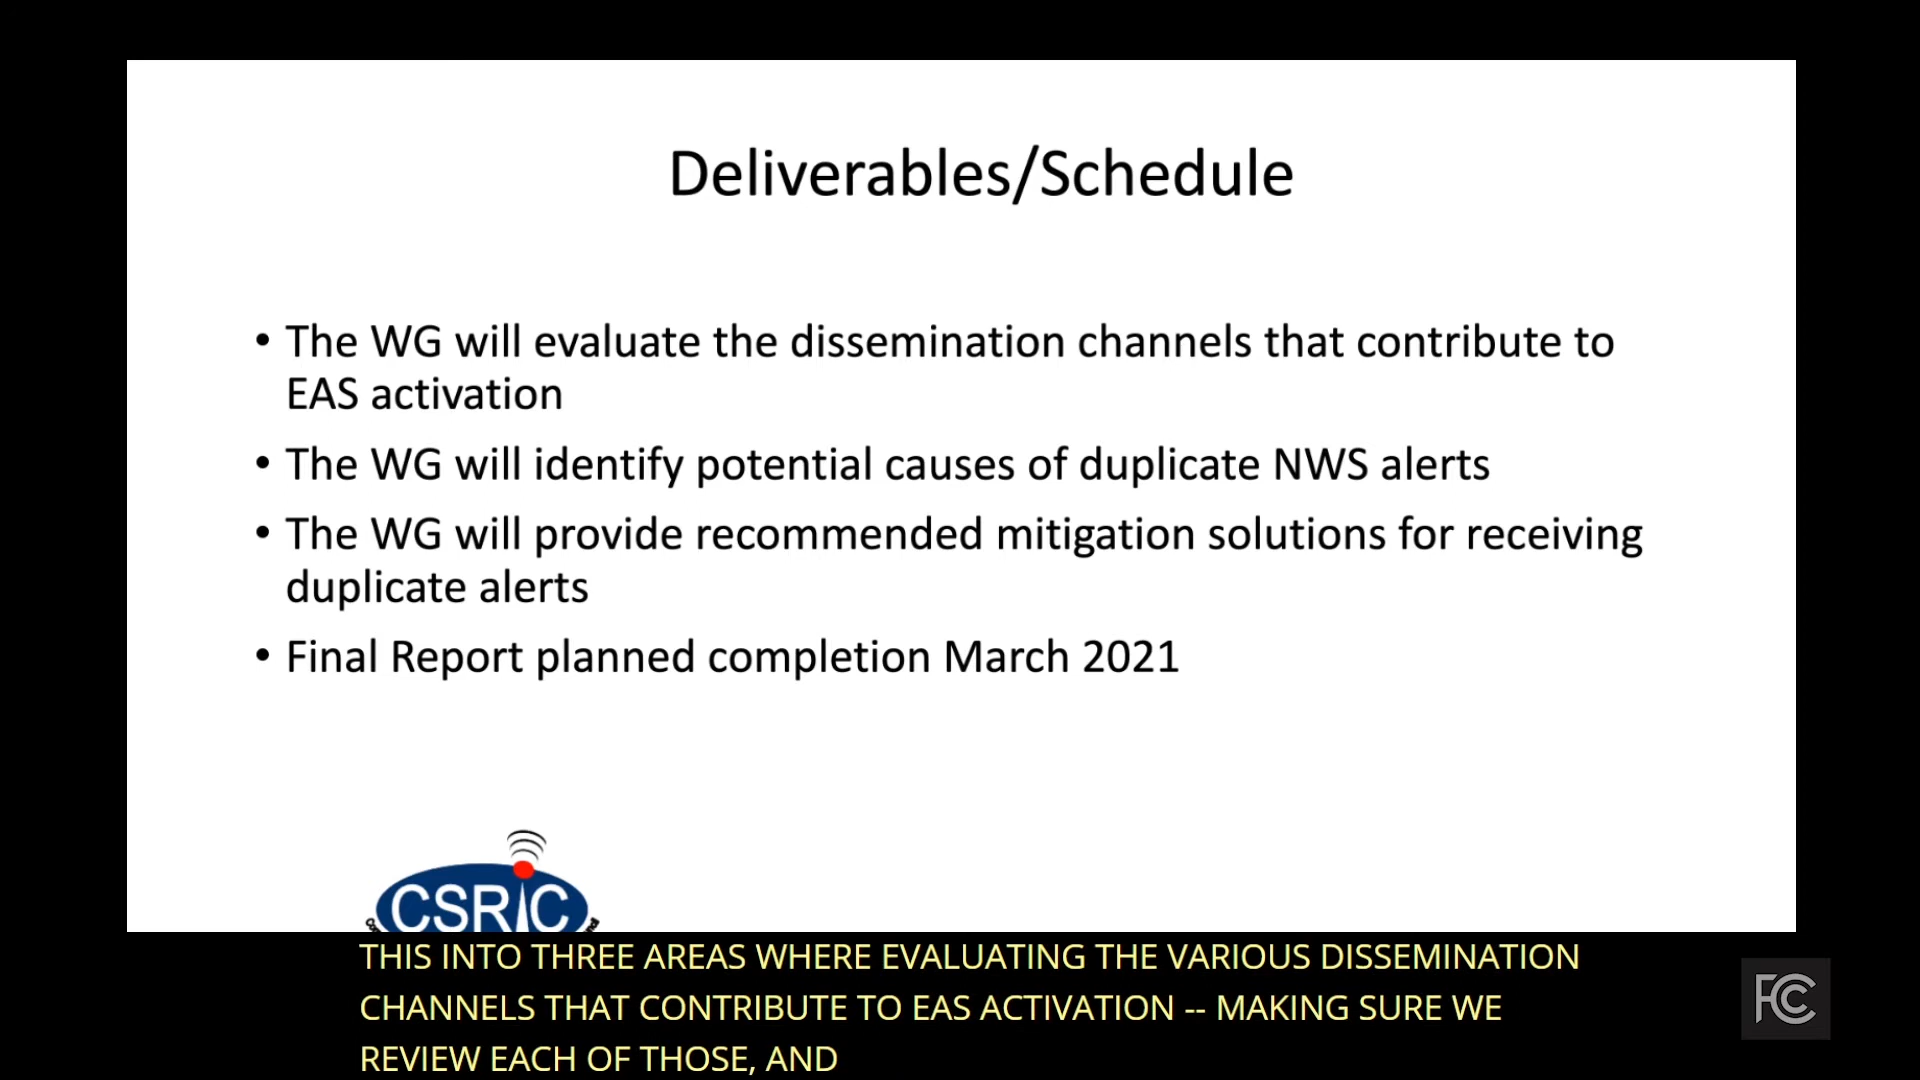 Deliverables/Schedule
• The WG will evaluate the dissemination channels that contribute to
EAS activation
• The WG will identify potential causes of duplicate NWS alerts
• The WG will provide recommended mitigation solutions for receiving
duplicate alerts
• Final Report planned completion March 2021
CSRIC
THIS INTO THREE AREAS WHERE EVALUATING THE VARIOUS DISSEMINATION
CHANNELS THAT CONTRIBUTE TO EAS ACTIVATION -- MAKING SURE WE
REVIEW EACH OF THOSE, AND
FCC